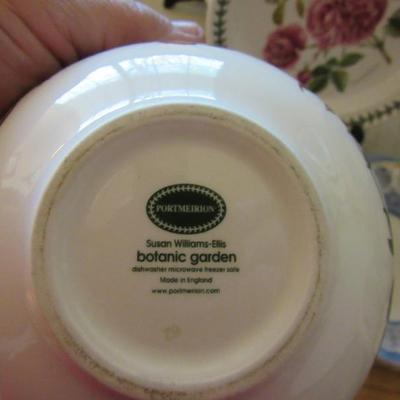 PORTMEIRION
Susan Williams-Ellis
botanic garden
dishwasher microwave freezer safe
Made in England
www.portmeirion.com